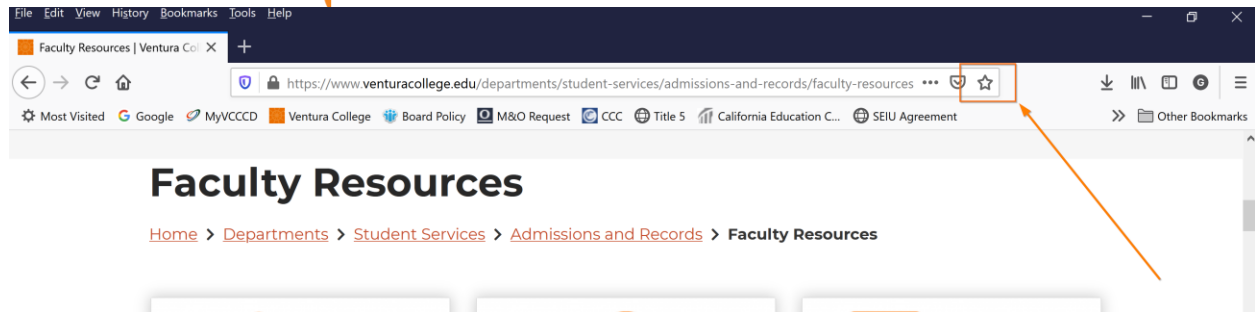 File Edit View History Bookmarks Tools Help
Faculty Resources | Ventura Col
https://www.venturacollege.edu/departments/student-services/admissions-and-records/faculty-resources
Most Visited Google MyVCCCD Ventura College Board Policy M&O Request CCC Title 5 California Education C... SEIU Agreement Other Bookmarks
Faculty Resources
Home > Departments > Student Services > Admissions and Records > Faculty Resources